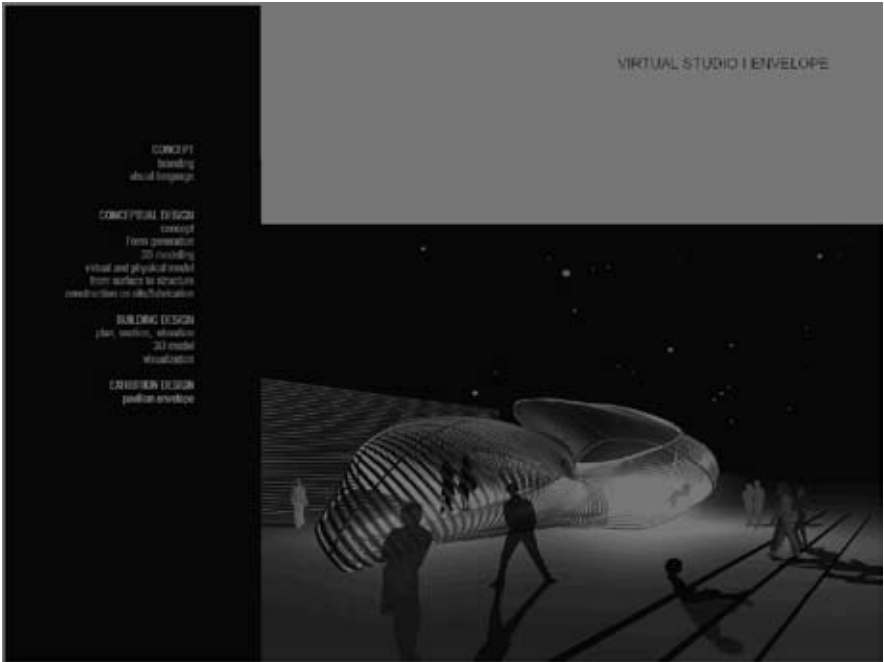 VIRTUAL STUDIO I ENVELOPE
CONCEPT
branding
visual language
CONCEPTUAL DESIGN
concept
Form generation
3D modeling
virtual and physical model
from surface to structure
construction on site/fabrication
BUILDING DESIGN
plan, section, elevation
3D model
visualization
EXHIBITION DESIGN
pavilion envelope